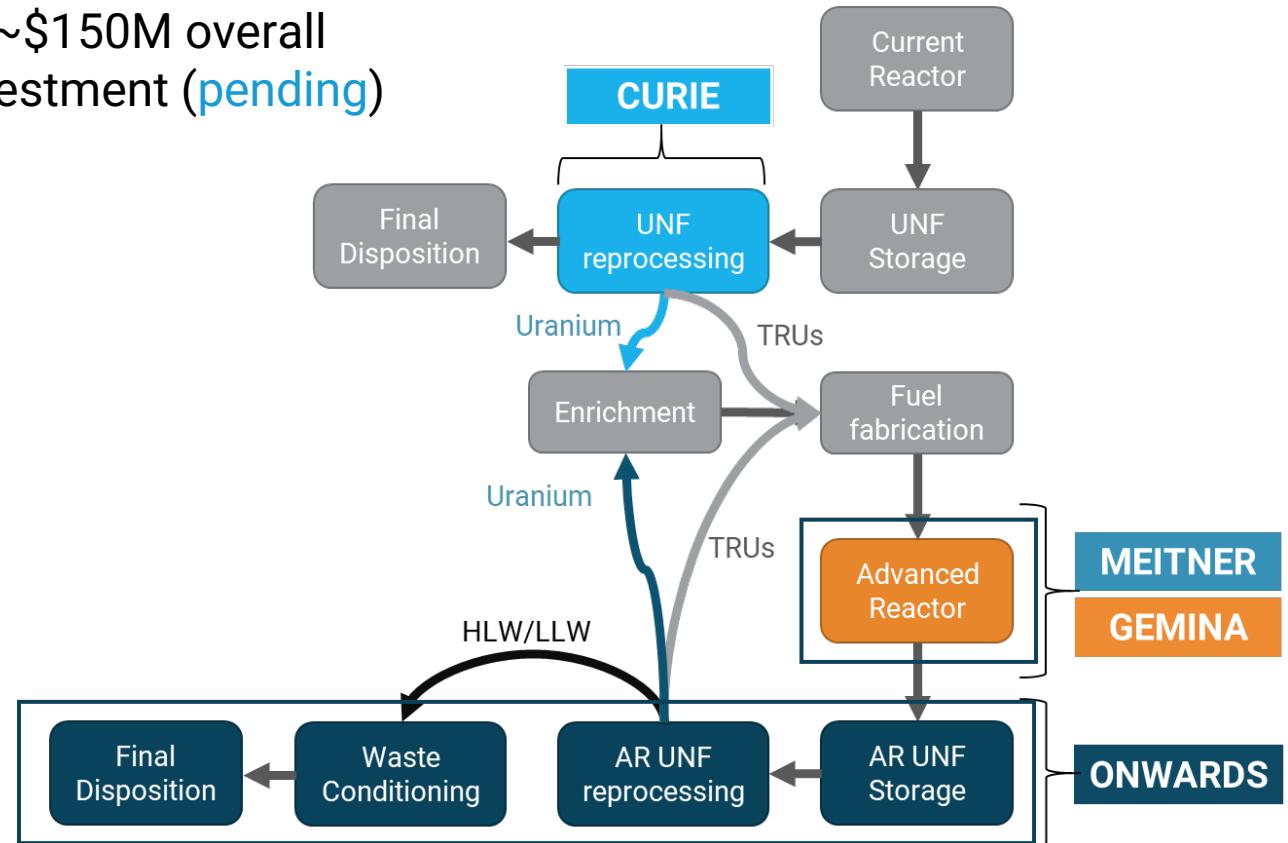 ~$150M overall
estment (pending)
CURIE
Current
Reactor
Final
Disposition
UNF
reprocessing
UNF
Storage
Uranium
TRUs
Enrichment
Fuel
fabrication
Uranium
TRUs
Advanced
Reactor
MEITNER
GEMINA
HLW/LLW
Final
Disposition
Waste
Conditioning
AR UNF
reprocessing
AR UNF
Storage
ONWARDS